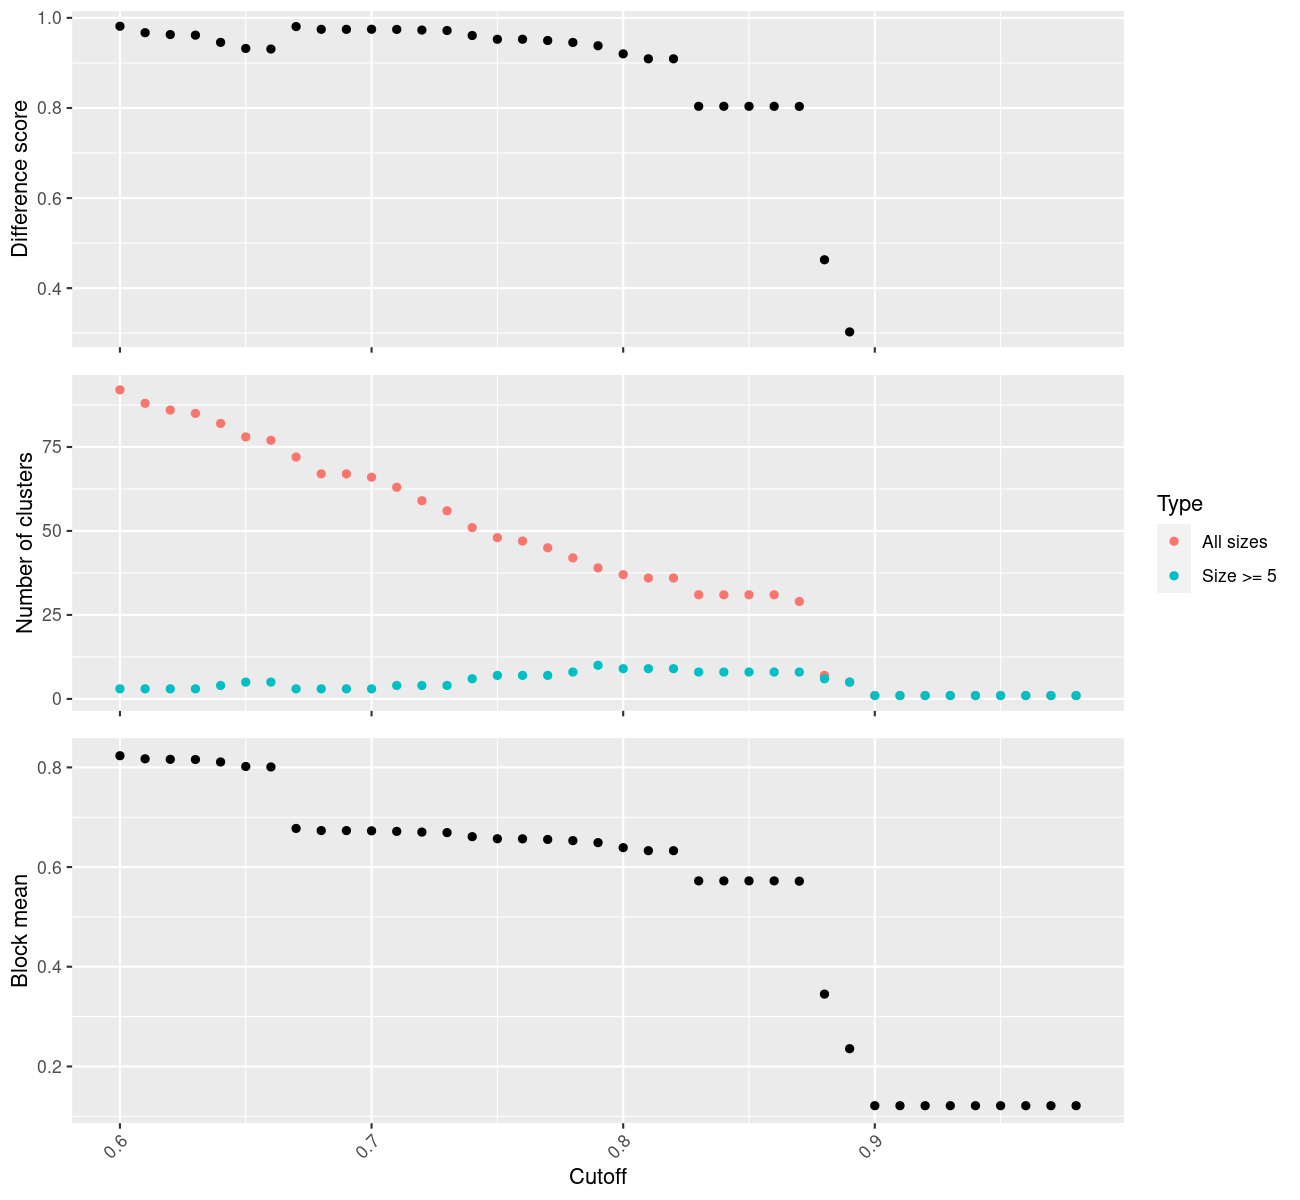 1.0
0.8
0.6
0.4
Difference score
75
50
25
0
Number of clusters
Type
All sizes
Size >= 5
0.8
0.6
0.4
0.2
Block mean
0.6
0.7
0.8
0.9
Cutoff